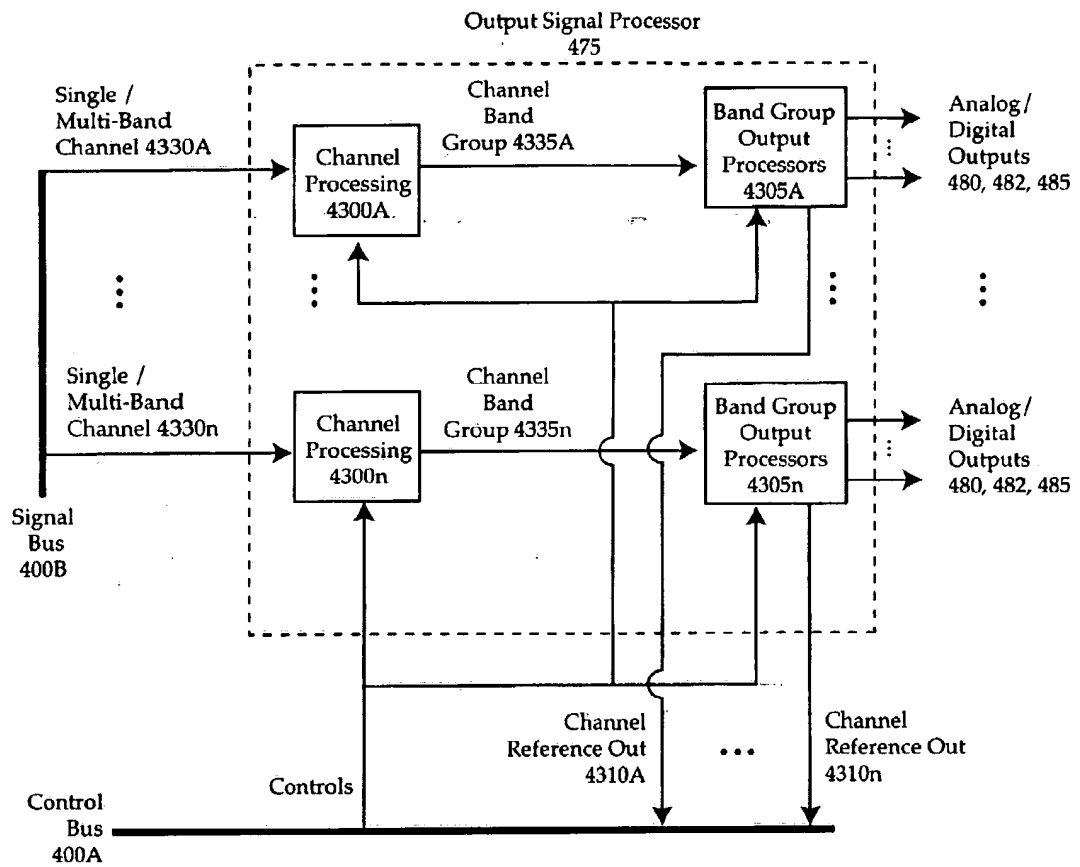 Output Signal Processor
475
Single /
Multi-Band
Channel 4330A
Channel
Band
Group 4335A
Channel
Processing
4300A
Band Group
Output
Processors
4305A
Analog/
Digital
Outputs
480, 482, 485
Single /
Multi-Band
Channel 4330n
Channel
Band
Group 4335n
Channel
Processing
4300n
Band Group
Output
Processors
4305n
Analog/
Digital
Outputs
480, 482, 485
Signal
Bus
400B
Channel
Reference Out
4310A
Channel
Reference Out
4310n
Controls
Control
Bus
400A